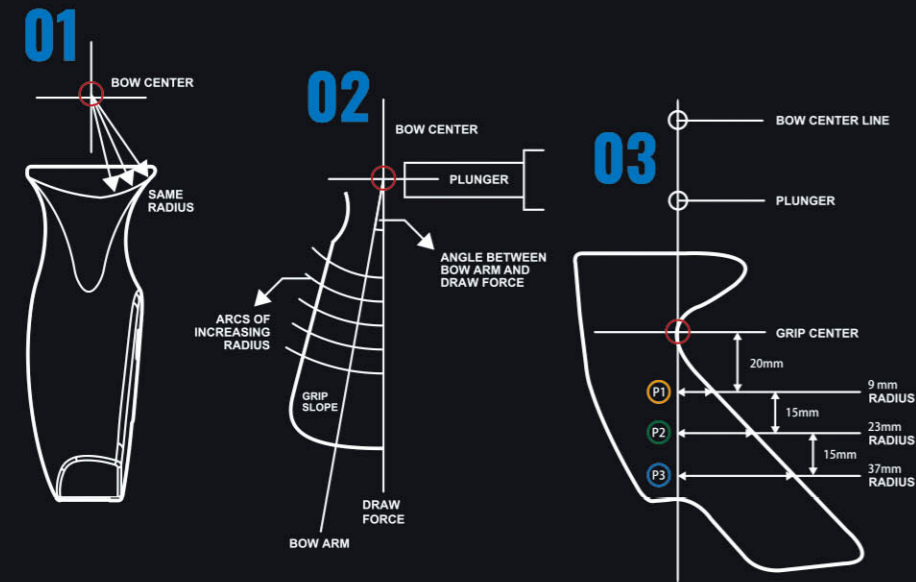 01
BOW CENTER
SAME
RADIUS
02
BOW CENTER
PLUNGER
ANGLE BETWEEN
BOW ARM AND
DRAW FORCE
ARCS OF
INCREASING
RADIUS
GRIP
SLOPE
DRAW
FORCE
BOW ARM
03
BOW CENTER LINE
PLUNGER
GRIP CENTER
20mm
P1
9 mm
RADIUS
15mm
P2
23mm
RADIUS
15mm
P3
37mm
RADIUS